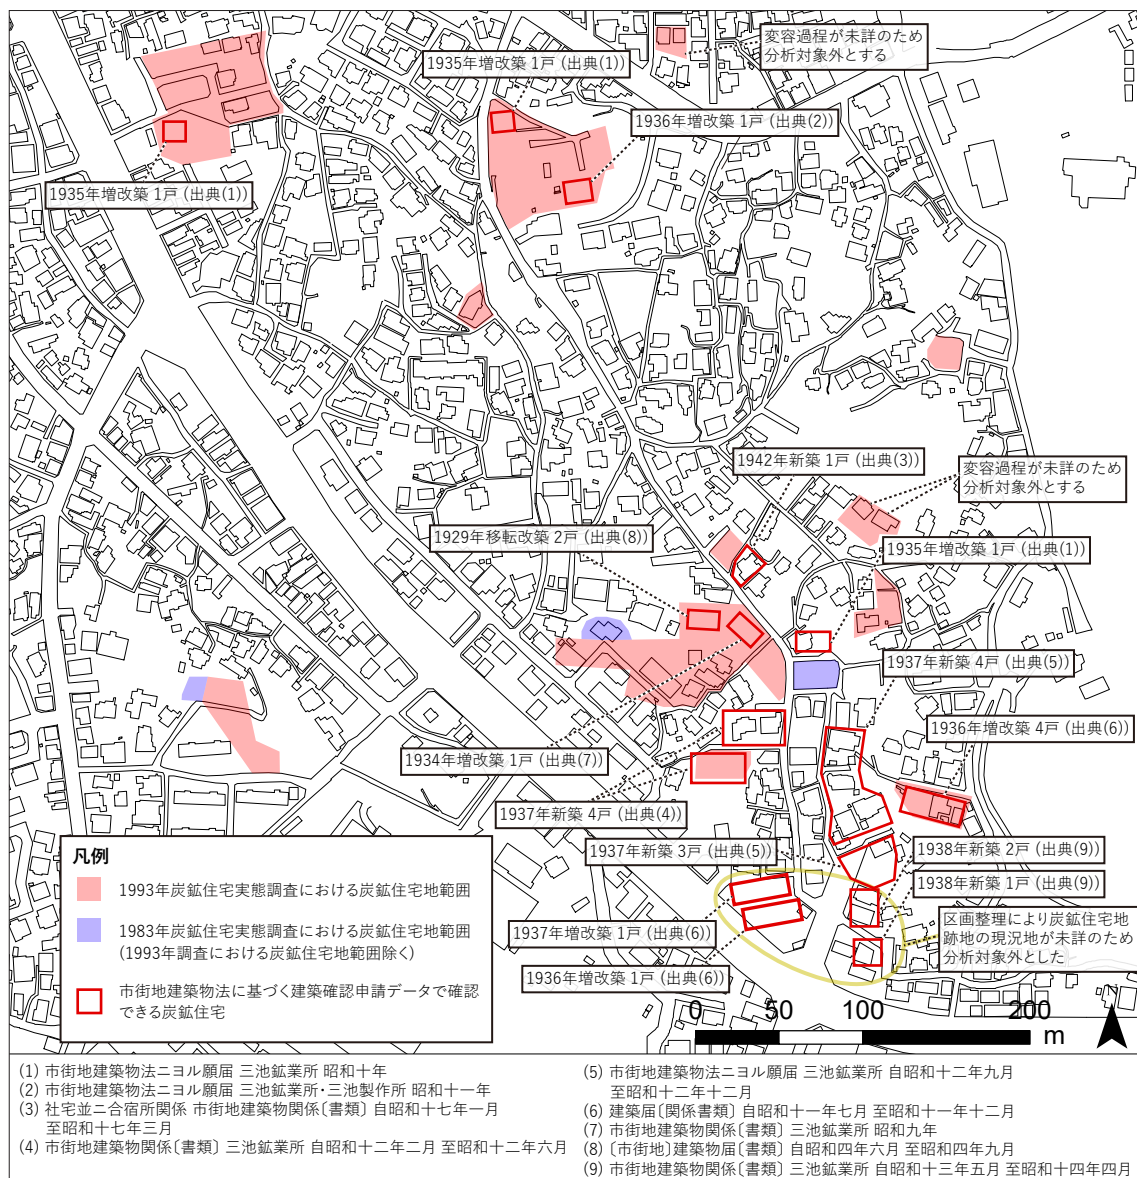 変容過程が未詳のため
分析対象外とする
1935年増改築 1戸 (出典(1))
1936年増改築 1戸 (出典(2))
1935年増改築 1戸 (出典(1))
1942年新築 1戸 (出典(3))
変容過程が未詳のため
分析対象外とする
1929年移転改築 2戸 (出典(8))
1935年増改築 1戸 (出典(1))
1937年新築 4戸 (出典(5))
1936年増改築 4戸 (出典(6))
1934年増改築 1戸 (出典(7))
1937年新築 4戸 (出典(4))
1937年新築 3戸 (出典(5))
1938年新築 2戸 (出典(9))
1938年新築 1戸 (出典(9))
区画整理により炭鉱住宅地
跡地の現況地が未詳のため
分析対象外とした
1937年増改築 1戸 (出典(6))
1936年増改築 1戸 (出典(6))
凡例
1993年炭鉱住宅実態調査における炭鉱住宅地範囲
1983年炭鉱住宅実態調査における炭鉱住宅地範囲
(1993年調査における炭鉱住宅地範囲除く)
市街地建築物法に基づく建築確認申請データで確認
できる炭鉱住宅
0 50 100 200
m
(1) 市街地建築物法ニヨル願届 三池鉱業所 昭和十年
(2) 市街地建築物法ニヨル願届 三池鉱業所・三池製作所 昭和十一年
(3) 社宅並ニ合宿所関係 市街地建築物関係〔書類〕 自昭和十七年一月
至昭和十七年三月
(4) 市街地建築物関係〔書類〕 三池鉱業所 自昭和十二年二月 至昭和十二年六月
(5) 市街地建築物法ニヨル願届 三池鉱業所 自昭和十二年九月
至昭和十二年十二月
(6) 建築届〔関係書類〕 自昭和十一年七月 至昭和十一年十二月
(7) 市街地建築物関係〔書類〕 三池鉱業所 昭和九年
(8) 〔市街地〕建築物届〔書類〕 自昭和四年六月 至昭和四年九月
(9) 市街地建築物関係〔書類〕 三池鉱業所 自昭和十三年五月 至昭和十四年四月